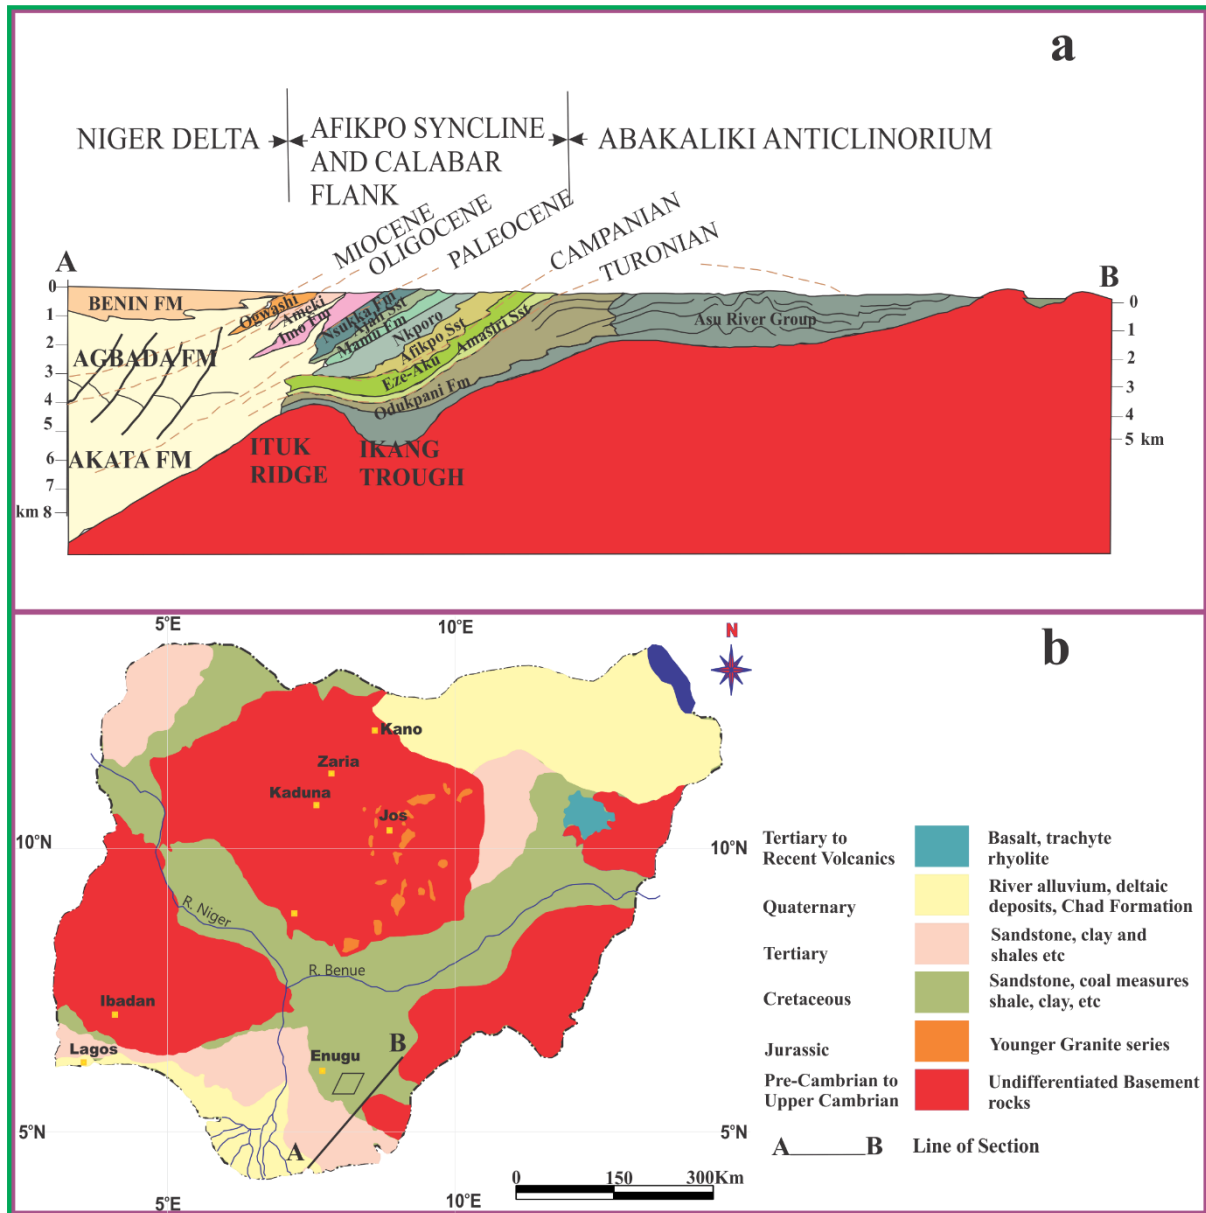 a
NIGER DELTA
AFIKPO SYNCLINE
AND CALABAR
FLANK
ABAKALIKI ANTICLINORIUM
MIOCENE
OLIGOCENE
PALEOCENE
CAMPANIAN
TURONIAN
A
B
0
1
2
3
4
5
6
7
km 8
0
1
2
3
4
5 km
BENIN FM
AGBADA FM
AKATA FM
Ogwashi
Ameki
Imo Fm
Nsukka Fm
Ajali Sst
Mamu Fm
Nkporo
Afikpo Sst
Eze-Aku
Amasiri Sst
Odukpani Fm
Asu River Group
ITUK
RIDGE
IKANG
TROUGH
b
5°E
10°E
N
Kano
Zaria
Kaduna
Jos
10°N
10°N
R. Niger
R. Benue
Ibadan
Lagos
Enugu
B
A
5°N
5°N
5°E
10°E
0
150
300Km
Tertiary to
Recent Volcanics
Basalt, trachyte
rhyolite
Quaternary
River alluvium, deltaic
deposits, Chad Formation
Tertiary
Sandstone, clay and
shales etc
Cretaceous
Sandstone, coal measures
shale, clay, etc
Jurassic
Younger Granite series
Pre-Cambrian to
Upper Cambrian
Undifferentiated Basement
rocks
A
B
Line of Section